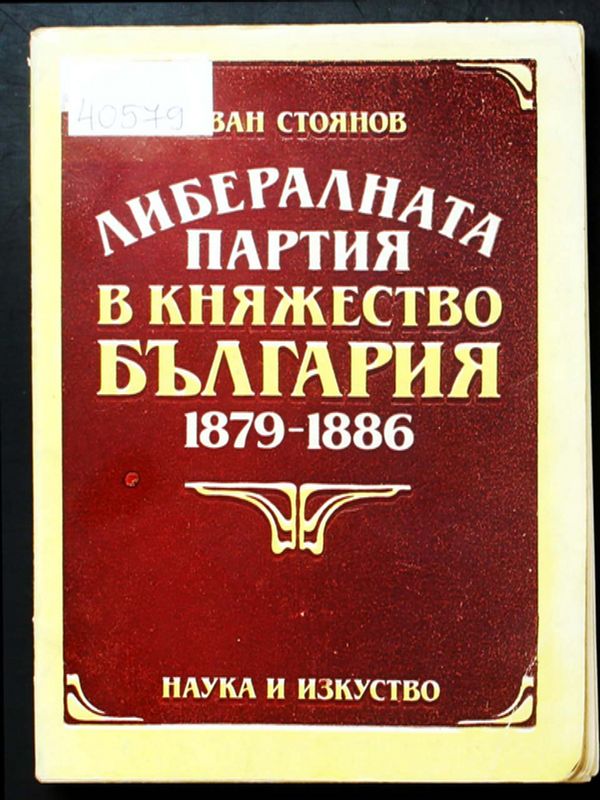 40579
ВАН СТОЯНОВ
ЛИБЕРАЛНАТА
ПАРТИЯ
В КНЯЖЕСТВО
БЪЛГАРИЯ
1879-1886
НАУКА И ИЗКУСТВО